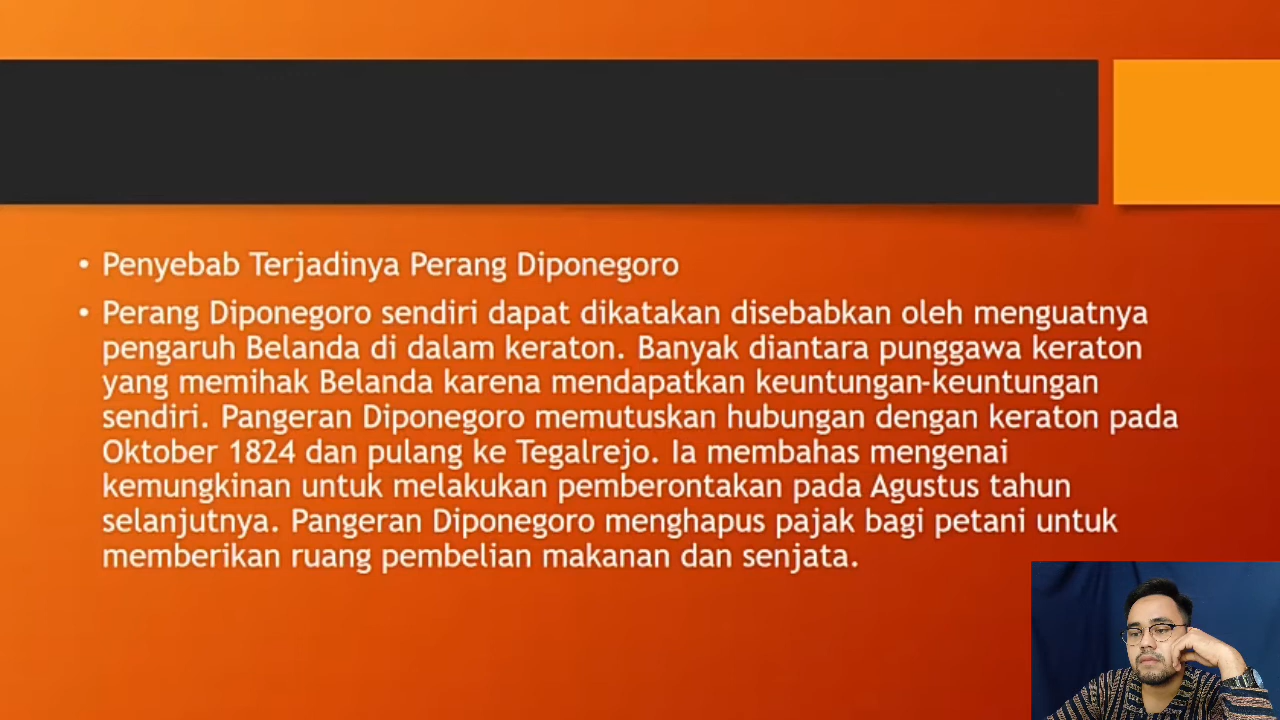 • Penyebab Terjadinya Perang Diponegoro
• Perang Diponegoro sendiri dapat dikatakan disebabkan oleh menguatnya
pengaruh Belanda di dalam keraton. Banyak diantara punggawa keraton
yang memihak Belanda karena mendapatkan keuntungan-keuntungan
sendiri. Pangeran Diponegoro memutuskan hubungan dengan keraton pada
Oktober 1824 dan pulang ke Tegalrejo. Ia membahas mengenai
kemungkinan untuk melakukan pemberontakan pada Agustus tahun
selanjutnya. Pangeran Diponegoro menghapus pajak bagi petani untuk
memberikan ruang pembelian makanan dan senjata.